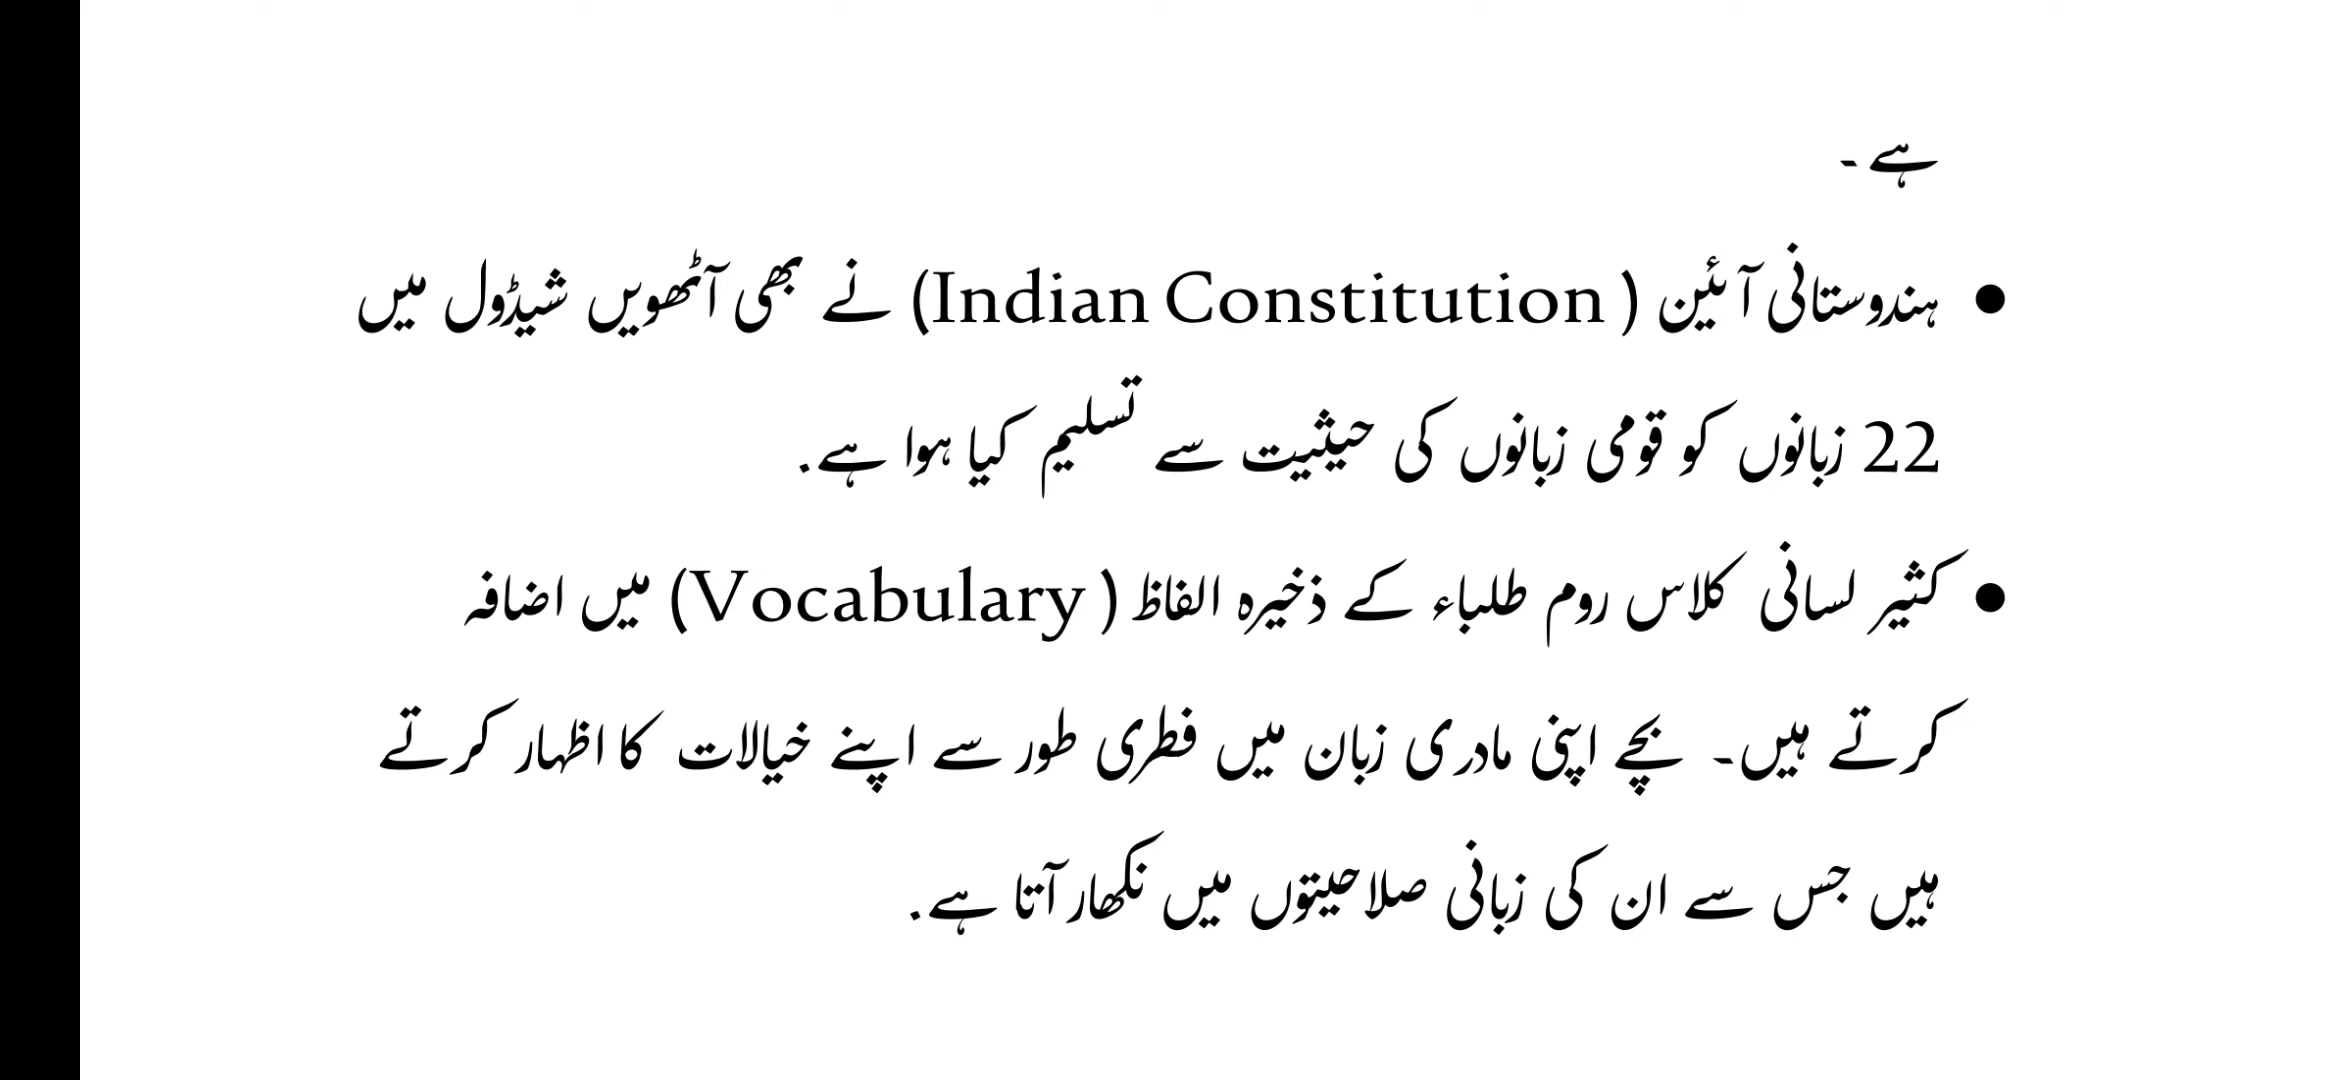 ہے ۔
• ہندوستانی آئین ( Indian Constitution) نے بھی آٹھویں شیڈول میں
22 زبانوں کو قومی زبانوں کی حیثیت سے تسلیم کیا ہوا ہے.
• کثیر لسانی کلاس روم طلباء کے ذخیرہ الفاظ ( Vocabulary) میں اضافہ
کرتے ہیں۔ بچے اپنی مادری زبان میں فطری طور سے اپنے خیالات کا اظہار کرتے
ہیں جس سے ان کی زبانی صلاحیتوں میں نکھار آتا ہے.